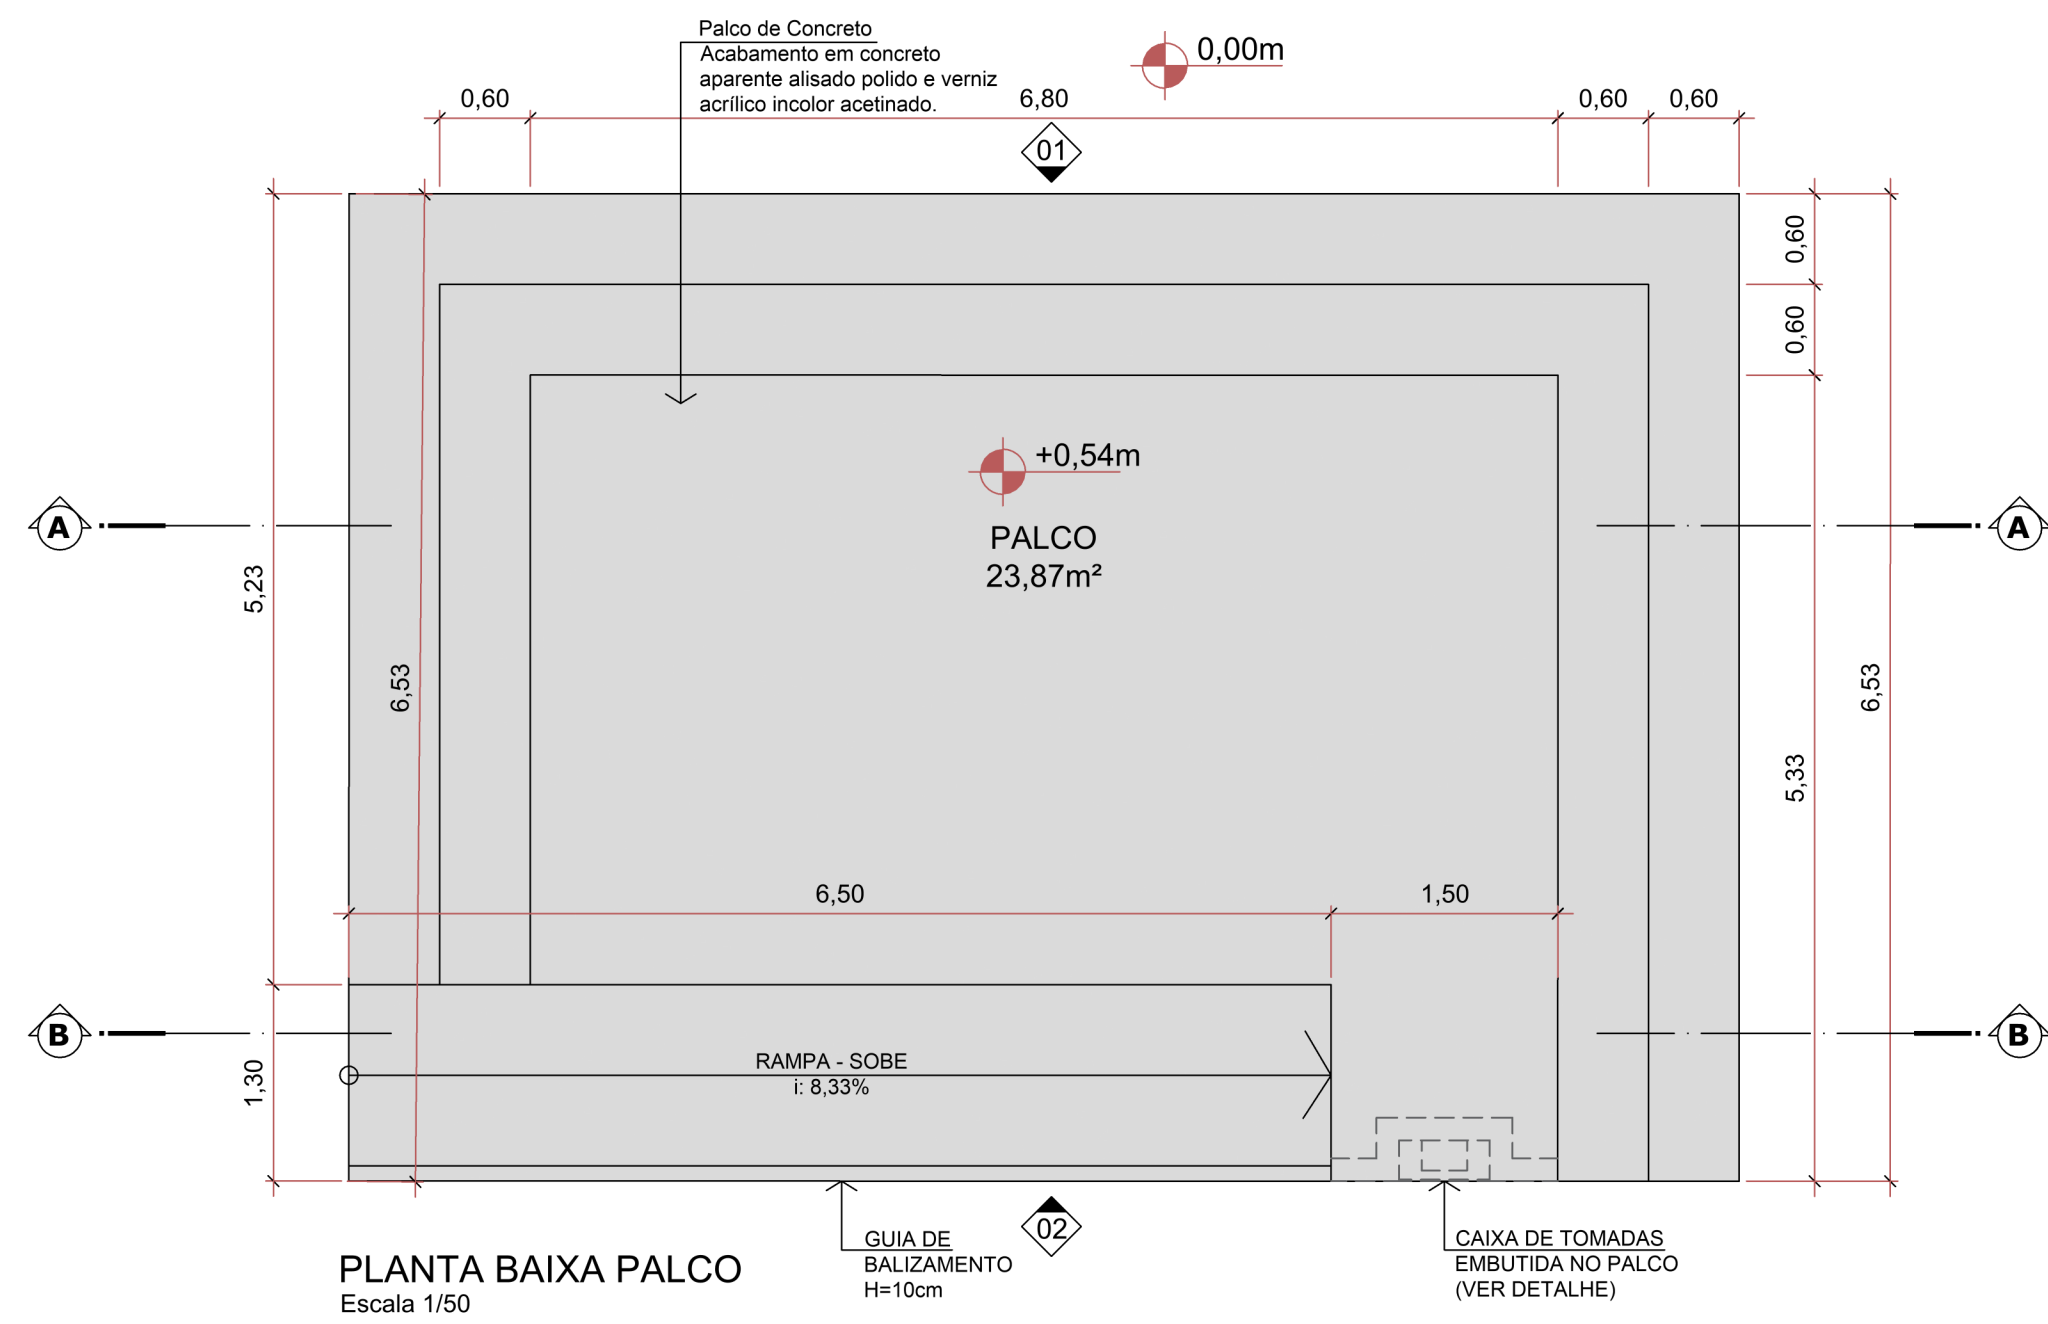 Palco de Concreto
Acabamento em concreto
aparente alisado polido e verniz
acrílico incolor acetinado.
0,00m
0,60
6,80
0,60
0,60
01
0,60
0,60
+0,54m
PALCO
23,87m²
A
A
5,23
6,53
6,53
5,33
6,50
1,50
B
B
1,30
RAMPA - SOBE
i: 8,33%
02
GUIA DE
BALIZAMENTO
H=10cm
CAIXA DE TOMADAS
EMBUTIDA NO PALCO
(VER DETALHE)
PLANTA BAIXA PALCO
Escala 1/50